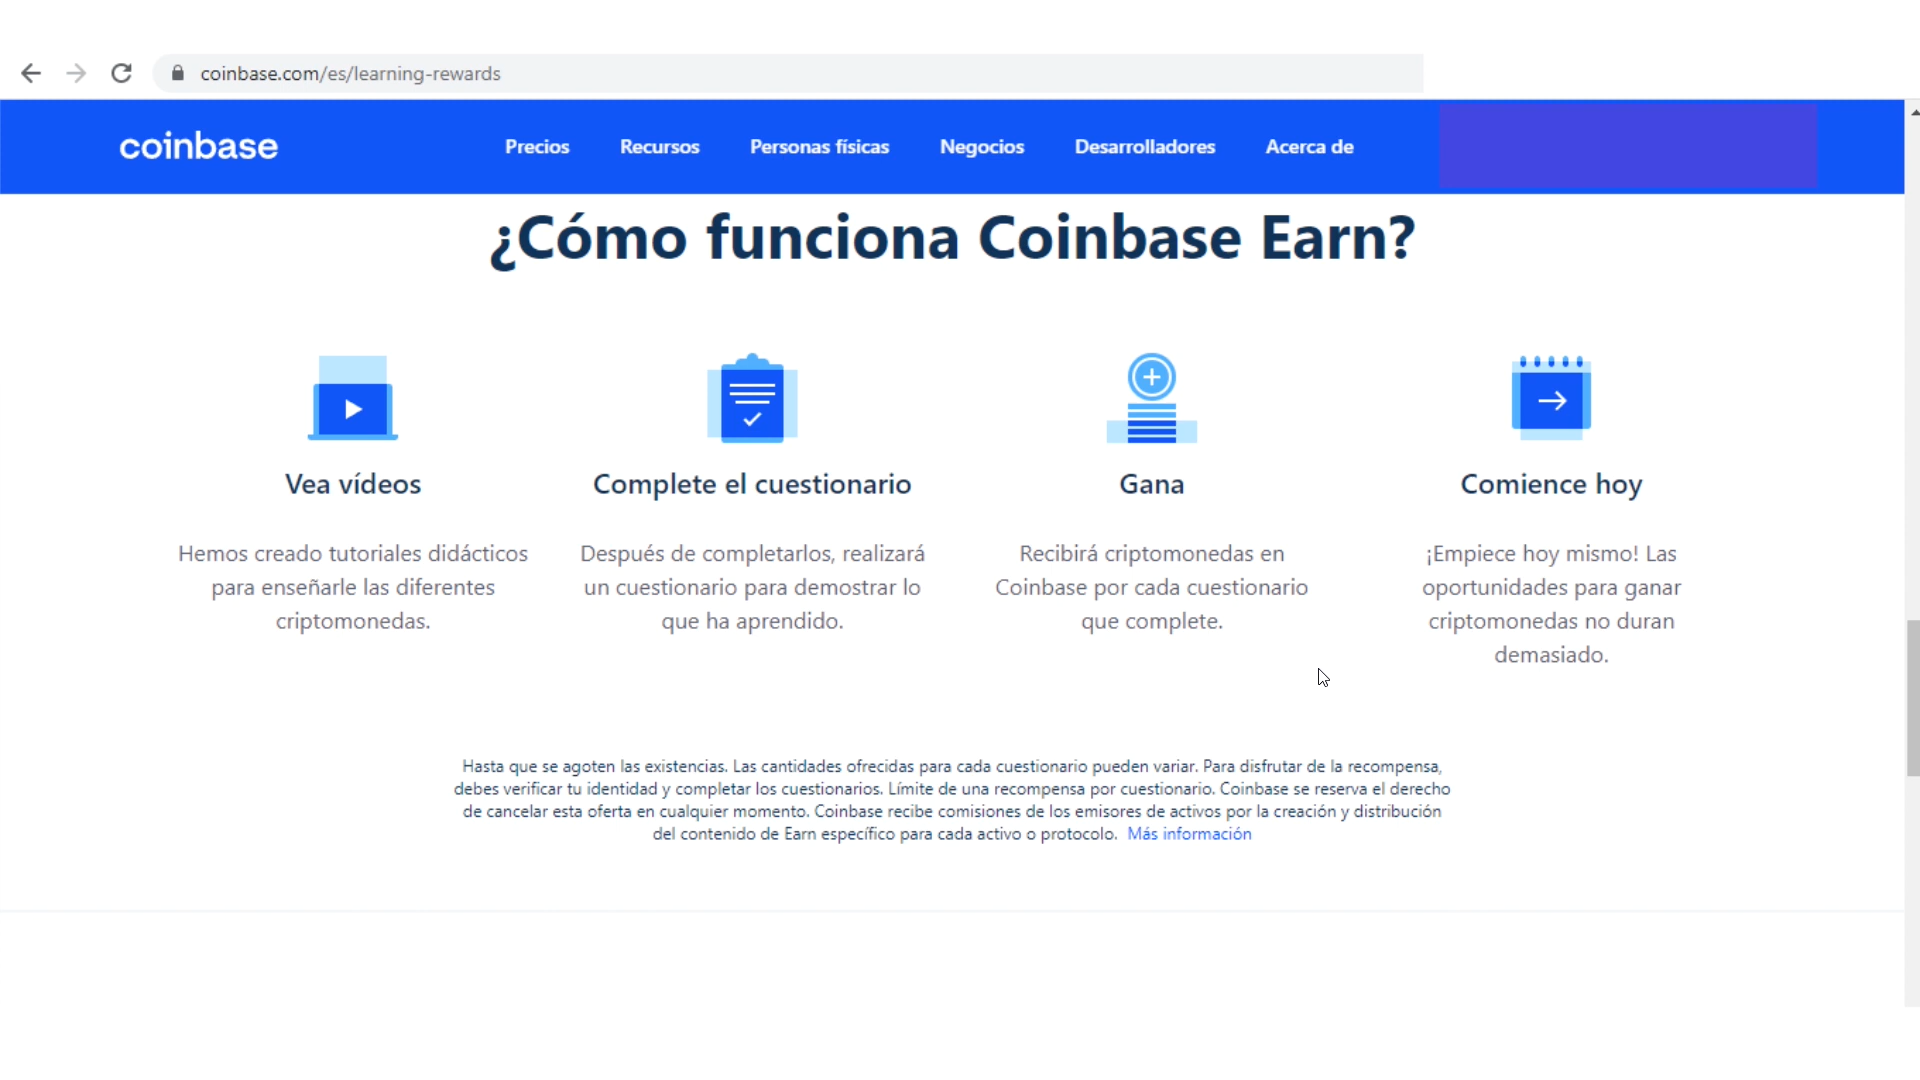 coinbase.com/es/learning-rewards
coinbase
Precios
Recursos
Personas físicas
Negocios
Desarrolladores
Acerca de
¿Cómo funciona Coinbase Earn?
Vea vídeos
Hemos creado tutoriales didácticos
para enseñarle las diferentes
criptomonedas.
Complete el cuestionario
Después de completarlos, realizará
un cuestionario para demostrar lo
que ha aprendido.
Gana
Recibirá criptomonedas en
Coinbase por cada cuestionario
que complete.
Comience hoy
¡Empiece hoy mismo! Las
oportunidades para ganar
criptomonedas no duran
demasiado.
Hasta que se agoten las existencias. Las cantidades ofrecidas para cada cuestionario pueden variar. Para disfrutar de la recompensa,
debes verificar tu identidad y completar los cuestionarios. Límite de una recompensa por cuestionario. Coinbase se reserva el derecho
de cancelar esta oferta en cualquier momento. Coinbase recibe comisiones de los emisores de activos por la creación y distribución
del contenido de Earn específico para cada activo o protocolo. Más información